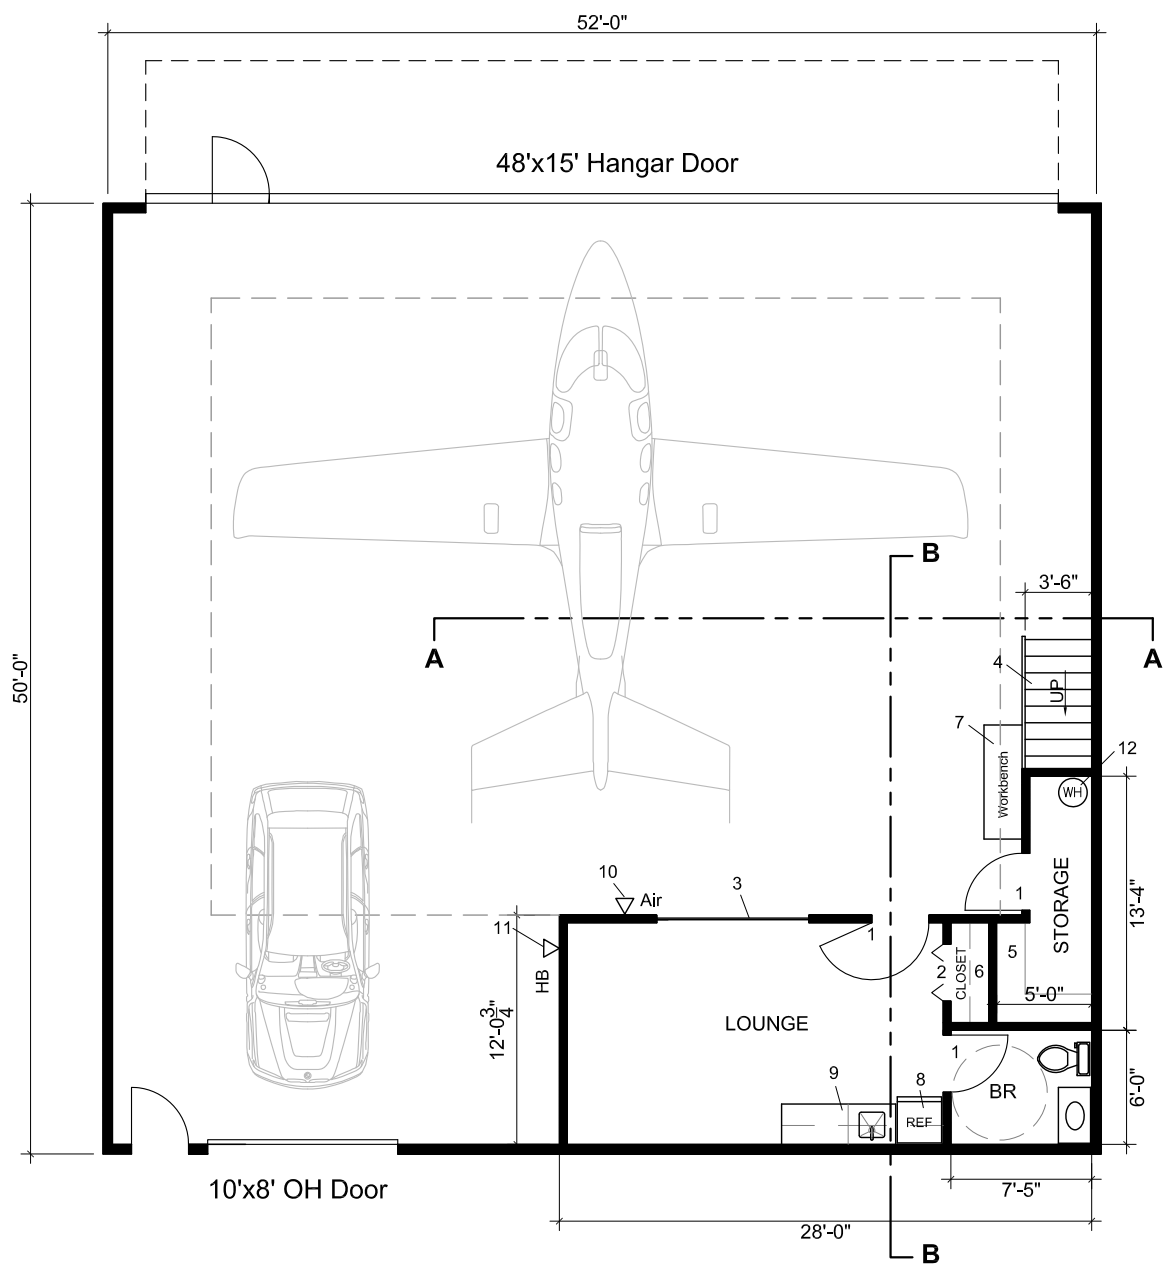 52'-0"
48'x15' Hangar Door
B
3'-6"
A
A
4
UP
50'-0"
7
12
Workbench
WH
10
Air
3
1
1
STORAGE
13'-4"
11
HB
2
CLOSET
6
5
5'-0"
12'-0 3/4"
LOUNGE
1
9
8
BR
REF
6'-0"
10'x8' OH Door
7'-5"
28'-0"
B